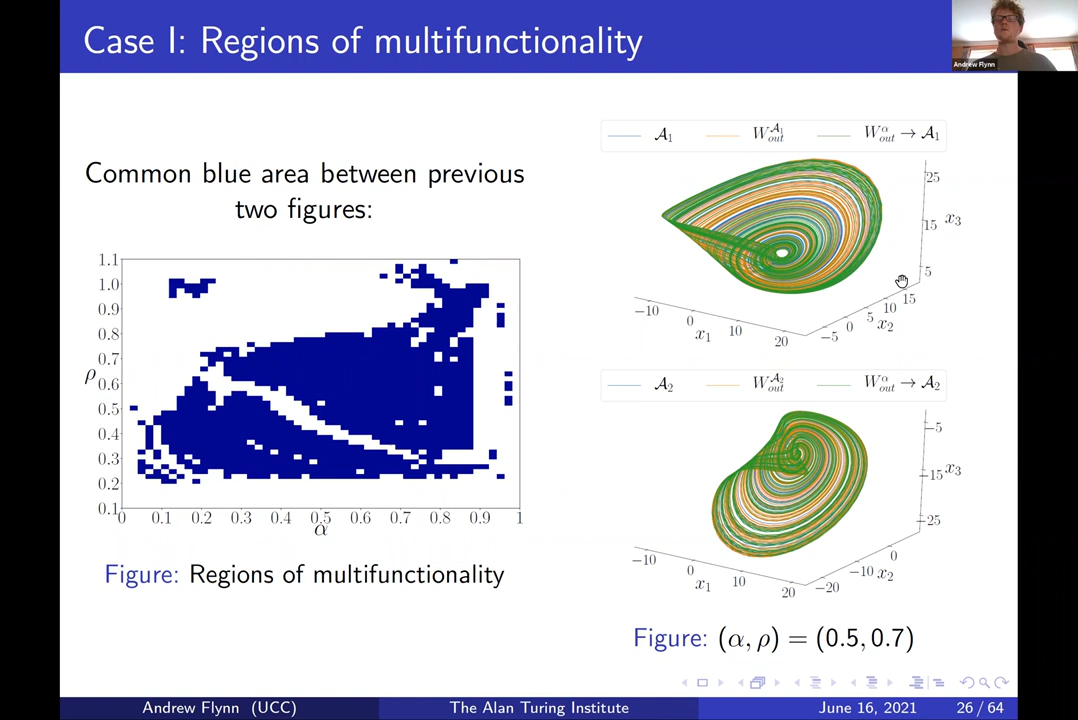 Case I: Regions of multifunctionality
Andrew Flynn
Common blue area between previous
two figures:
1.1
1.0
0.9
0.8
0.7
ρ
0.6
0.5
0.4
0.3
0.2
0.1
0 0.1 0.2 0.3 0.4 0.5 0.6 0.7 0.8 0.9 1
α
Figure: Regions of multifunctionality
𝒜₁ W_out^𝒜₁ W_out^α → 𝒜₁
25
15 x₃
5
−10 0 10 20
x₁
−5 0 5 10 15
x₂
𝒜₂ W_out^𝒜₂ W_out^α → 𝒜₂
−5
−15 x₃
−25
−10 0 10 20
x₁
−20 −10 0
x₂
Figure: (α, ρ) = (0.5, 0.7)
Andrew Flynn (UCC) The Alan Turing Institute June 16, 2021 26 / 64